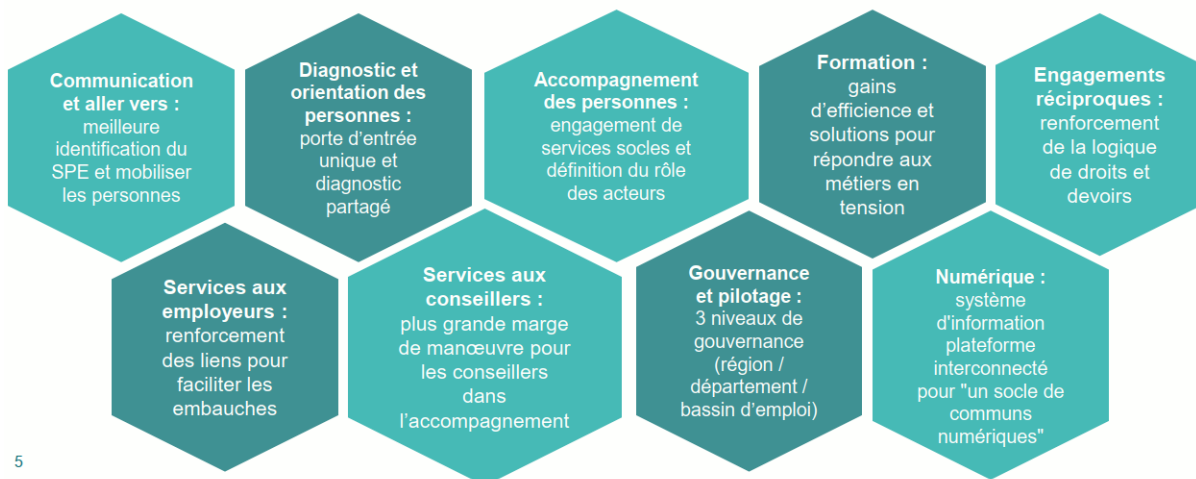 Communication
et aller vers :
meilleure
identification du
SPE et mobiliser
les personnes
Diagnostic et
orientation des
personnes :
porte d'entrée
unique et
diagnostic
partagé
Accompagnement
des personnes :
engagement de
services socles et
définition du rôle
des acteurs
Formation :
gains
d'efficience et
solutions pour
répondre aux
métiers en
tension
Engagements
réciproques :
renforcement
de la logique
de droits et
devoirs
Services aux
employeurs :
renforcement
des liens pour
faciliter les
embauches
Services aux
conseillers :
plus grande marge
de manœuvre pour
les conseillers
dans
l'accompagnement
Gouvernance
et pilotage :
3 niveaux de
gouvernance
(région /
département /
bassin d'emploi)
Numérique :
système
d'information
plateforme
interconnecté
pour "un socle de
communs
numériques"
5